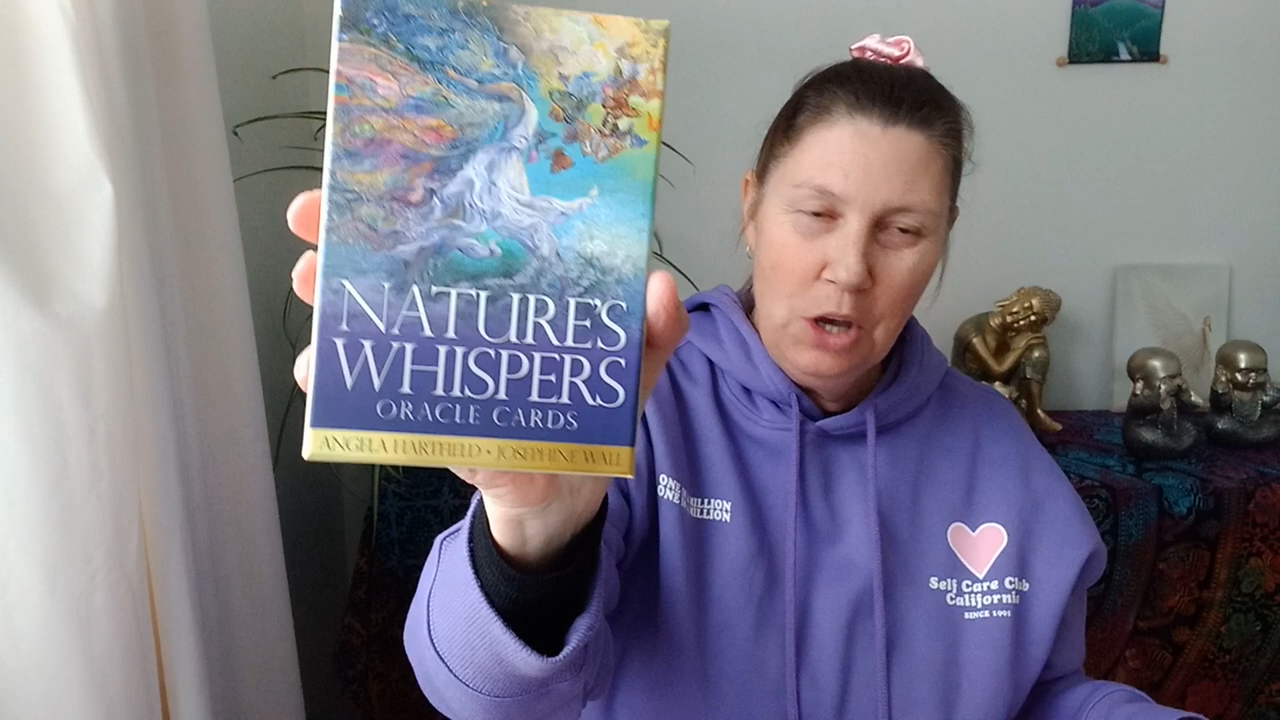 NATURE'S
WHISPERS
ORACLE CARDS
ANGELA HARTFIELD • JOSEPHINE WALL
ONE MILLION
ONE MILLION
Self Care Club
California
SINCE 1991